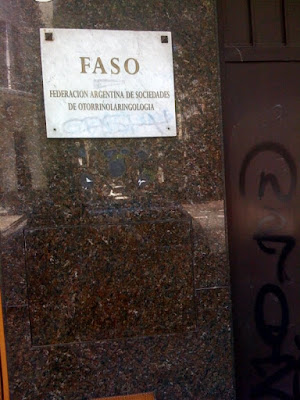 FASO
FEDERACION ARGENTINA DE SOCIEDADES
DE OTORRINOLARINGOLOGIA